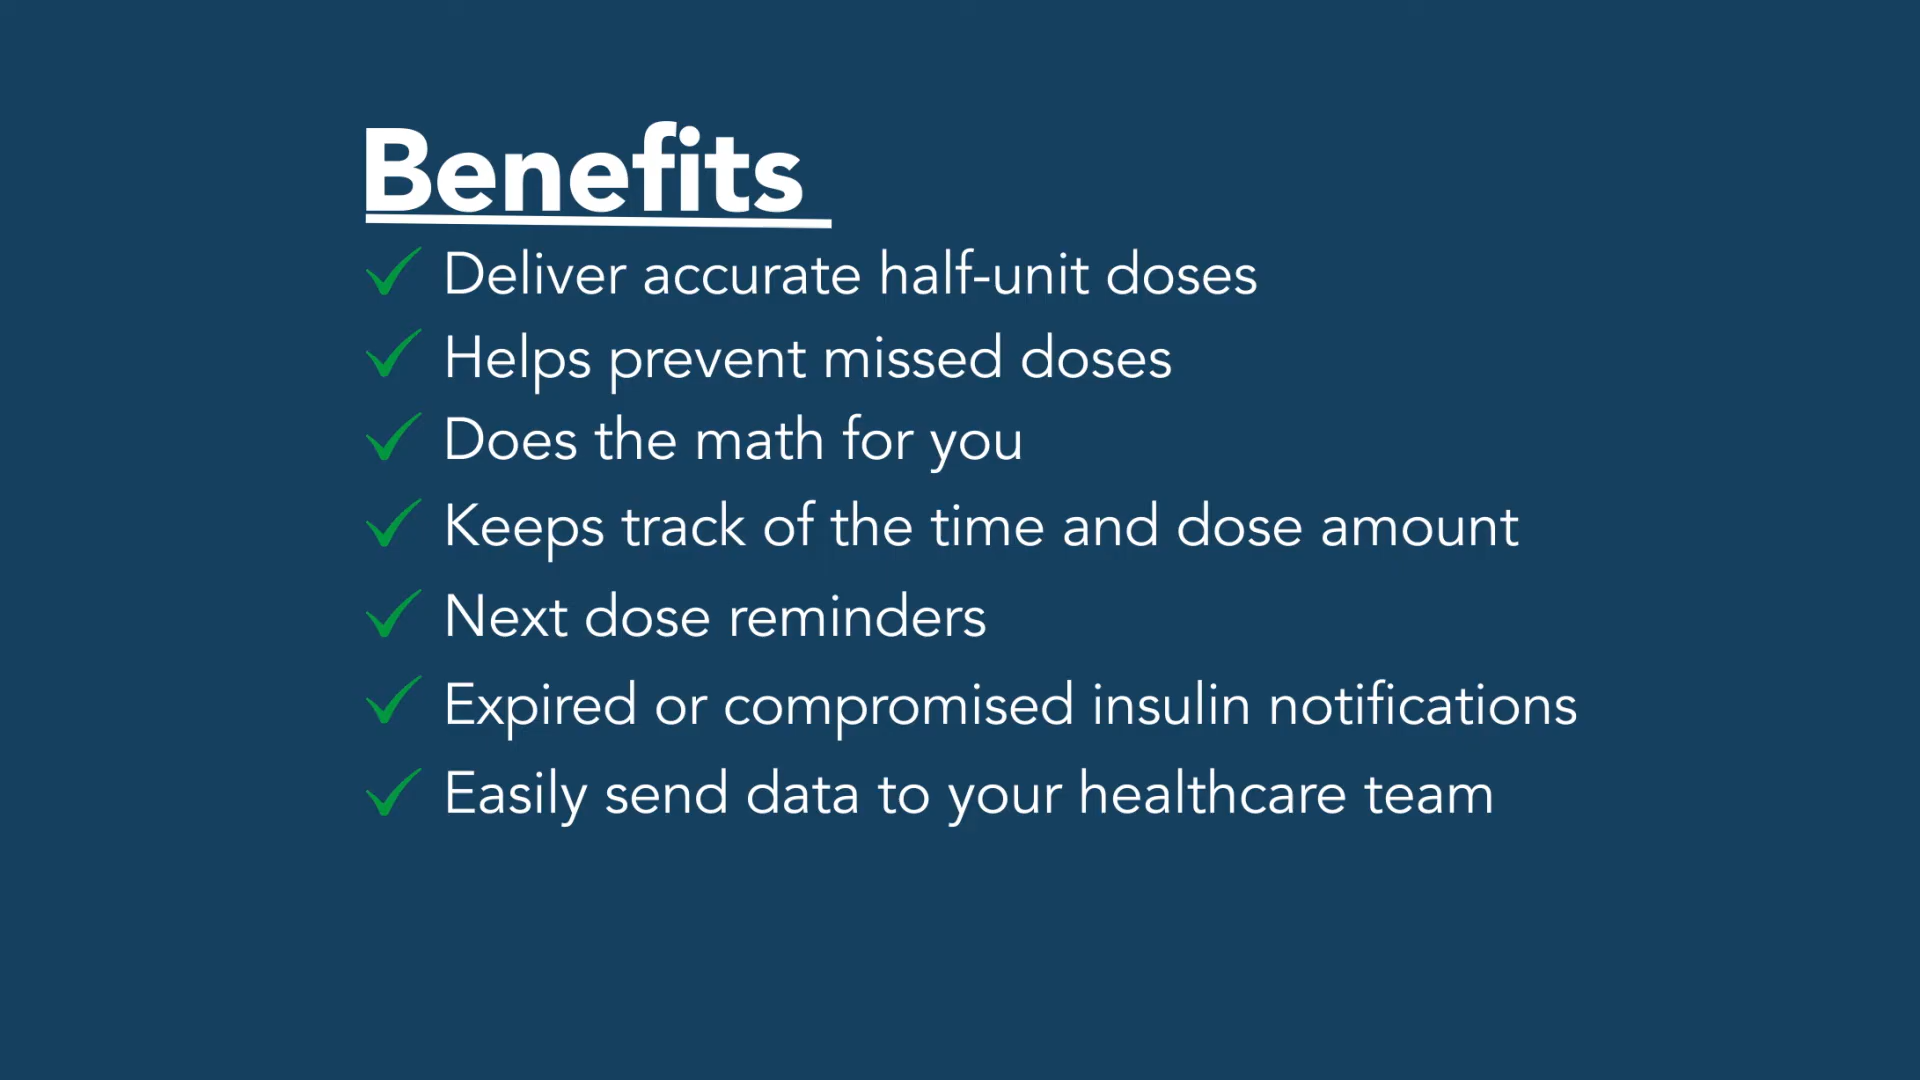 Benefits
Deliver accurate half-unit doses
Helps prevent missed doses
Does the math for you
Keeps track of the time and dose amount
Next dose reminders
Expired or compromised insulin notifications
Easily send data to your healthcare team